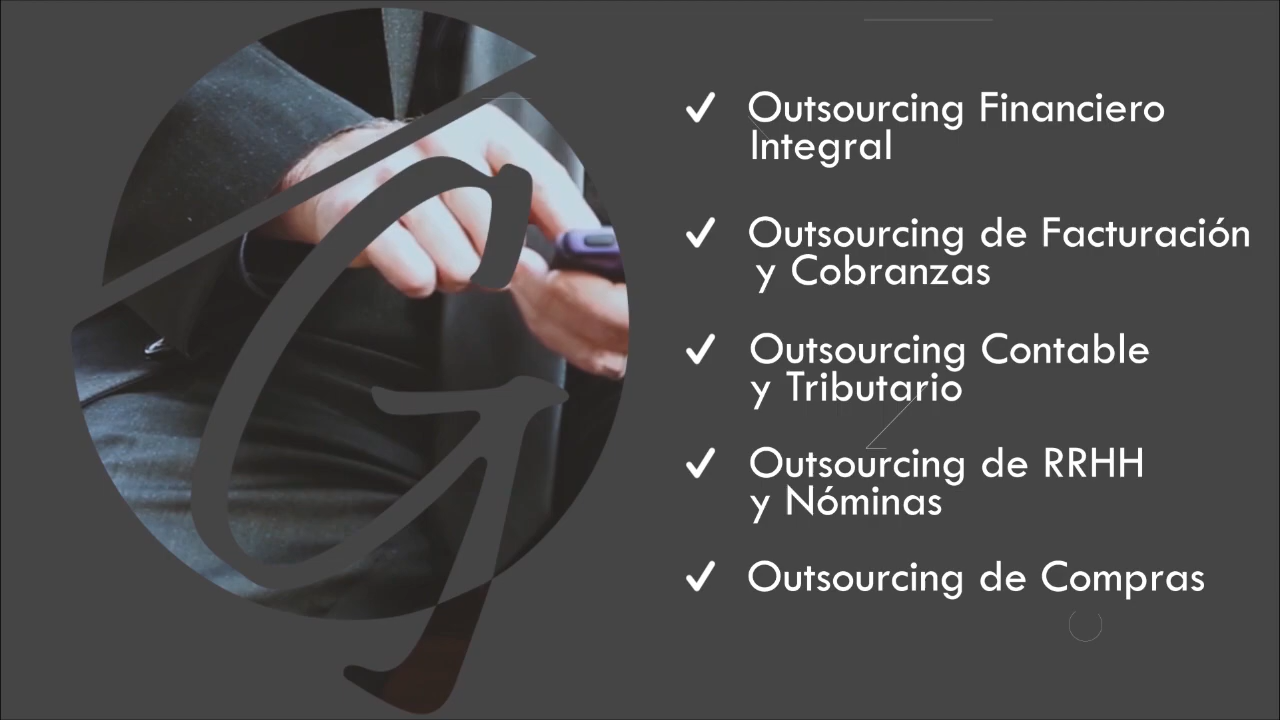 G
✓ Outsourcing Financiero
Integral
✓ Outsourcing de Facturación
y Cobranzas
✓ Outsourcing Contable
y Tributario
✓ Outsourcing de RRHH
y Nóminas
✓ Outsourcing de Compras